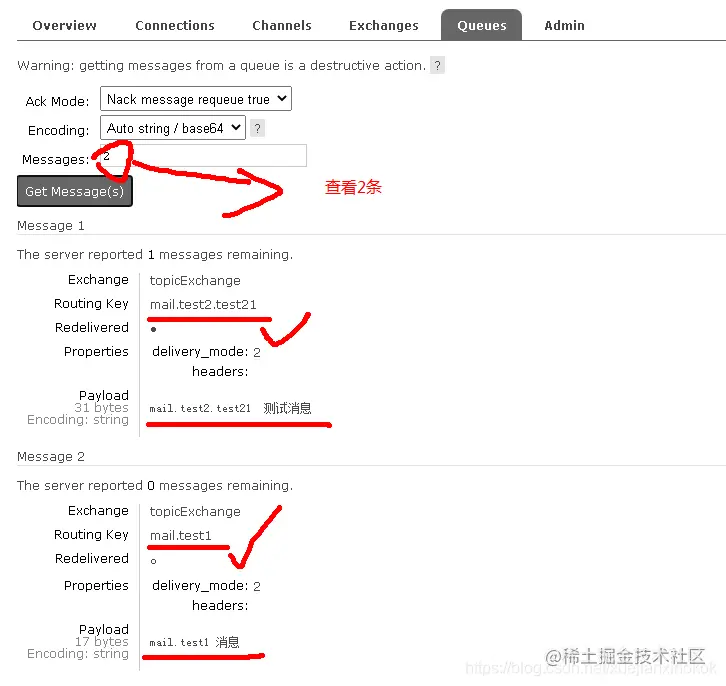 Overview Connections Channels Exchanges Queues Admin
Warning: getting messages from a queue is a destructive action. ?
Ack Mode: Nack message requeue true
Encoding: Auto string / base64 ?
Messages: 2
Get Message(s)
查看2条
Message 1
The server reported 1 messages remaining.
Exchange topicExchange
Routing Key mail.test2.test21
Redelivered ●
Properties delivery_mode: 2
headers:
Payload
31 bytes
Encoding: string
mail.test2.test21 测试消息
Message 2
The server reported 0 messages remaining.
Exchange topicExchange
Routing Key mail.test1
Redelivered ○
Properties delivery_mode: 2
headers:
Payload
17 bytes
Encoding: string
mail.test1 消息
@稀土掘金技术社区